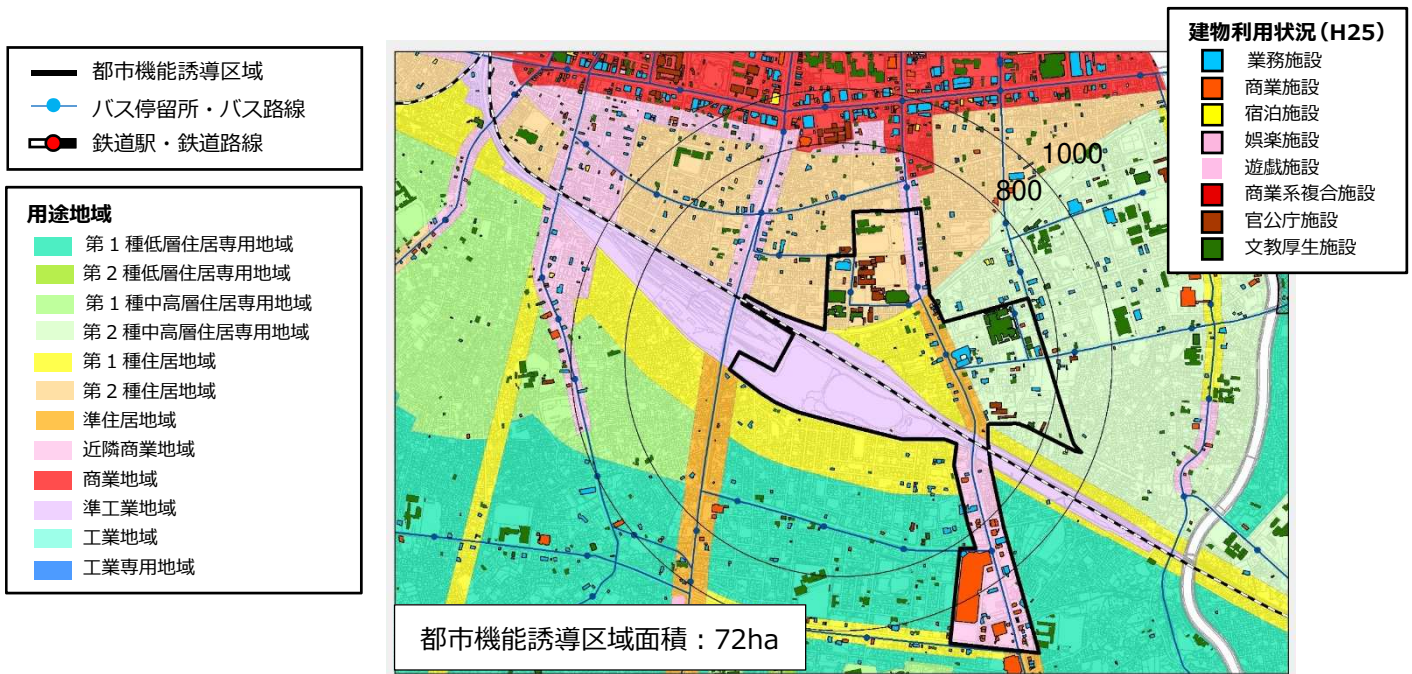 都市機能誘導区域
バス停留所・バス路線
鉄道駅・鉄道路線
用途地域
第１種低層住居専用地域
第２種低層住居専用地域
第１種中高層住居専用地域
第２種中高層住居専用地域
第１種住居地域
第２種住居地域
準住居地域
近隣商業地域
商業地域
準工業地域
工業地域
工業専用地域
1000
800
都市機能誘導区域面積：72ha
建物利用状況（H25）
業務施設
商業施設
宿泊施設
娯楽施設
遊戯施設
商業系複合施設
官公庁施設
文教厚生施設